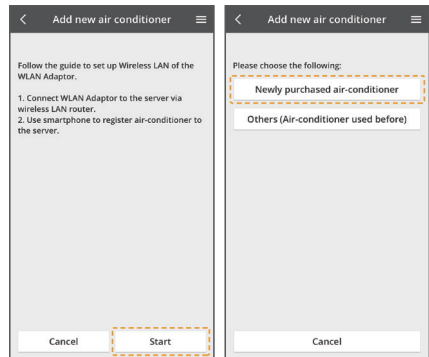 Add new air conditioner
Follow the guide to set up Wireless LAN of the
WLAN Adaptor.
1. Connect WLAN Adaptor to the server via
wireless LAN router.
2. Use smartphone to register air-conditioner to
the server.
Cancel
Start
Add new air conditioner
Please choose the following:
Newly purchased air-conditioner
Others (Air-conditioner used before)
Cancel